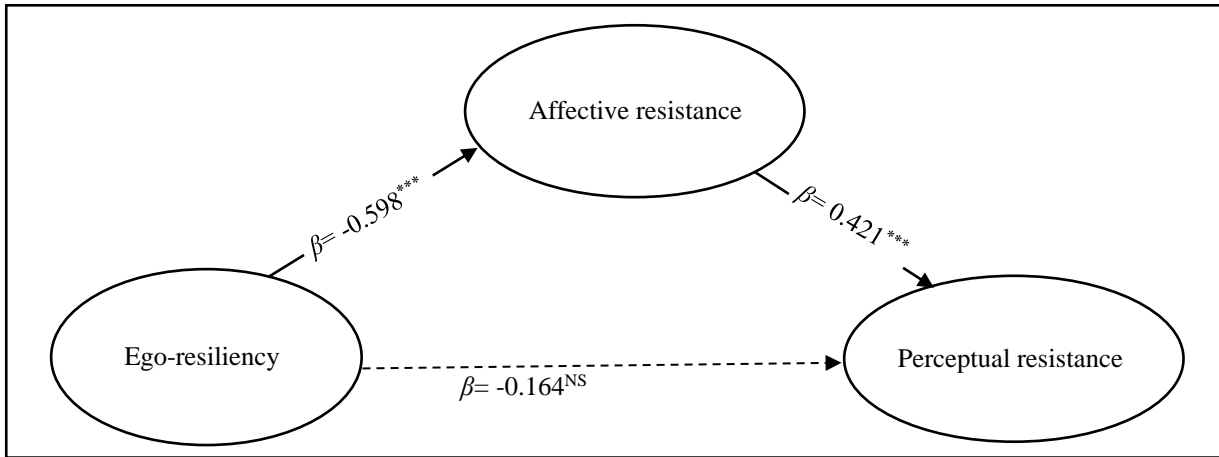 Affective resistance
β= -0.598***
β= 0.421***
Ego-resiliency
Perceptual resistance
β= -0.164NS